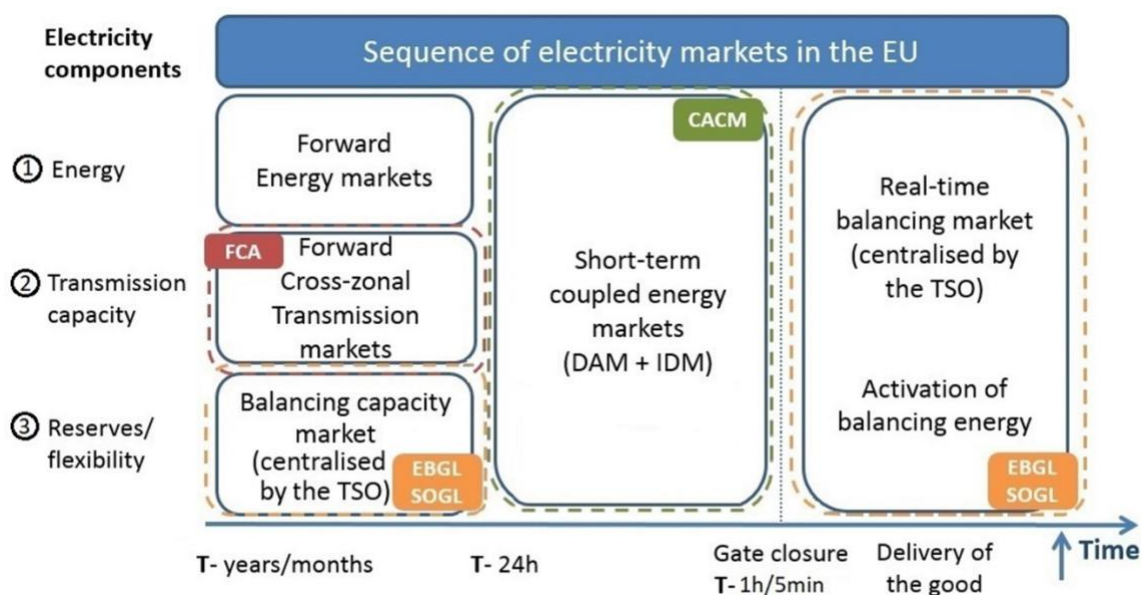 Electricity
components
Sequence of electricity markets in the EU
① Energy
Forward
Energy markets
② Transmission
capacity
FCA
Forward
Cross-zonal
Transmission
markets
③ Reserves/
flexibility
Balancing capacity
market
(centralised
by the TSO)
EBGL
SOGL
CACM
Short-term
coupled energy
markets
(DAM + IDM)
Real-time
balancing market
(centralised by
the TSO)
Activation of
balancing energy
EBGL
SOGL
T- years/months
T- 24h
Gate closure
T- 1h/5min
Delivery of
the good
Time